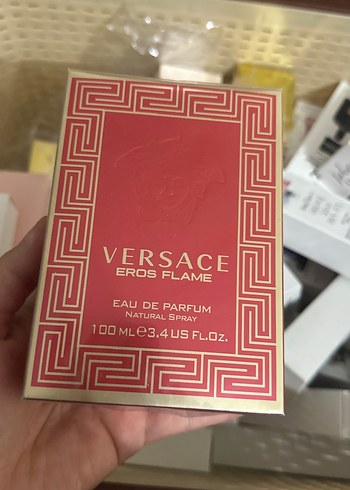 VERSACE
EROS FLAME
EAU DE PARFUM
NATURAL SPRAY
100 ML℮3.4 US FL.OZ.